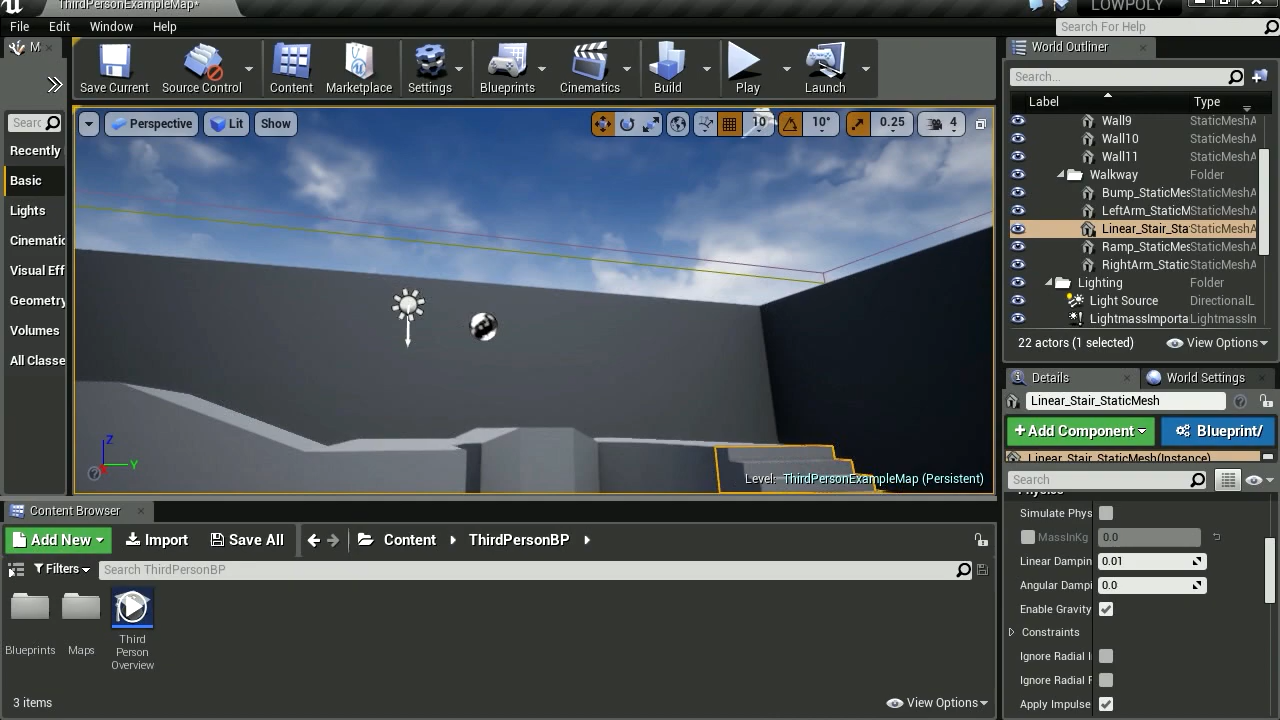 ThirdPersonExampleMap*
LOWPOLY
File Edit Window Help
Search For Help
M
Save Current
Source Control
Content
Marketplace
Settings
Blueprints
Cinematics
Build
Play
Launch
World Outliner
Search...
Label Type
Wall9 StaticMeshA
Wall10 StaticMeshA
Wall11 StaticMeshA
Walkway Folder
Bump_StaticMes StaticMeshA
LeftArm_StaticM StaticMeshA
Linear_Stair_Sta StaticMeshA
Ramp_StaticMes StaticMeshA
RightArm_Static StaticMeshA
Lighting Folder
Light Source DirectionalL
LightmassImporta LightmassIn
22 actors (1 selected) View Options
Searc
Recently
Basic
Lights
Cinematic
Visual Eff
Geometry
Volumes
All Classe
Perspective Lit Show
10 10° 0.25 4
Z
Y
X
Level: ThirdPersonExampleMap (Persistent)
Details World Settings
Linear_Stair_StaticMesh
+Add Component Blueprint/
Linear_Stair_StaticMesh(Instance)
Search
Physics
Simulate Phys
MassInKg 0.0
Linear Dampin 0.01
Angular Dampi 0.0
Enable Gravity
Constraints
Ignore Radial I
Ignore Radial F
Apply Impulse
Content Browser
Add New Import Save All Content ThirdPersonBP
Filters Search ThirdPersonBP
Blueprints
Maps
Third
Person
Overview
3 items View Options